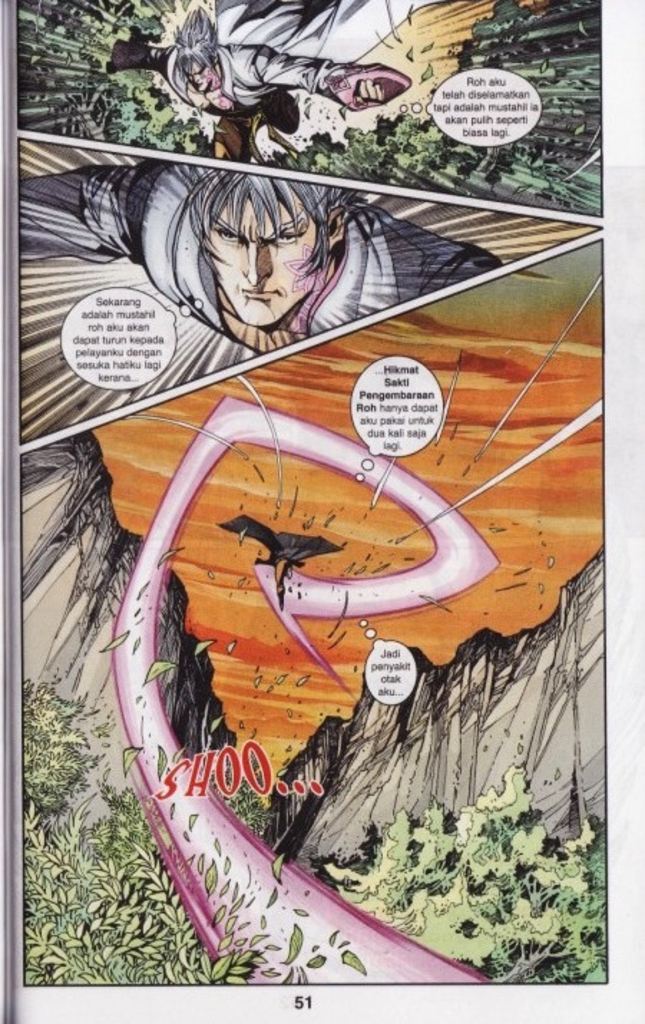 Roh aku
telah diselamatkan
tapi adalah mustahil ia
akan pulih seperti
biasa lagi.
Sekarang
adalah mustahil
roh aku akan
dapat turun kepada
pelayanku dengan
sesuka hatiku lagi
kerana...
...Hikmat
Sakti
Pengembaraan
Roh hanya dapat
aku pakai untuk
dua kali saja
lagi.
Jadi
penyakit
otak
aku...
SHOO...
51